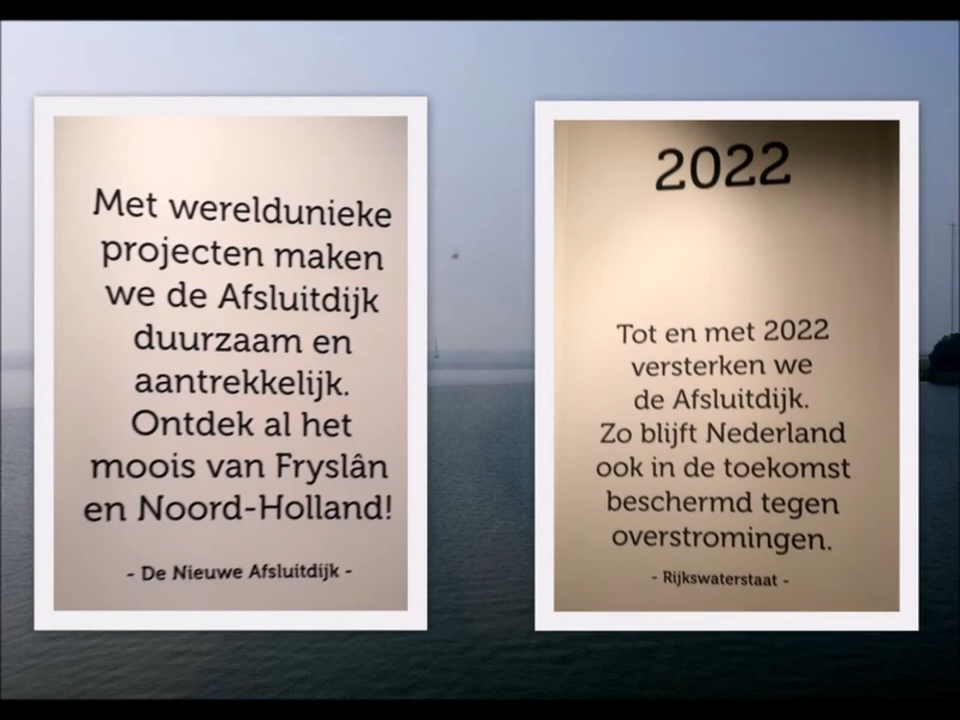 Met wereldunieke
projecten maken
we de Afsluitdijk
duurzaam en
aantrekkelijk.
Ontdek al het
moois van Fryslân
en Noord-Holland!
- De Nieuwe Afsluitdijk -
2022
Tot en met 2022
versterken we
de Afsluitdijk.
Zo blijft Nederland
ook in de toekomst
beschermd tegen
overstromingen.
- Rijkswaterstaat -